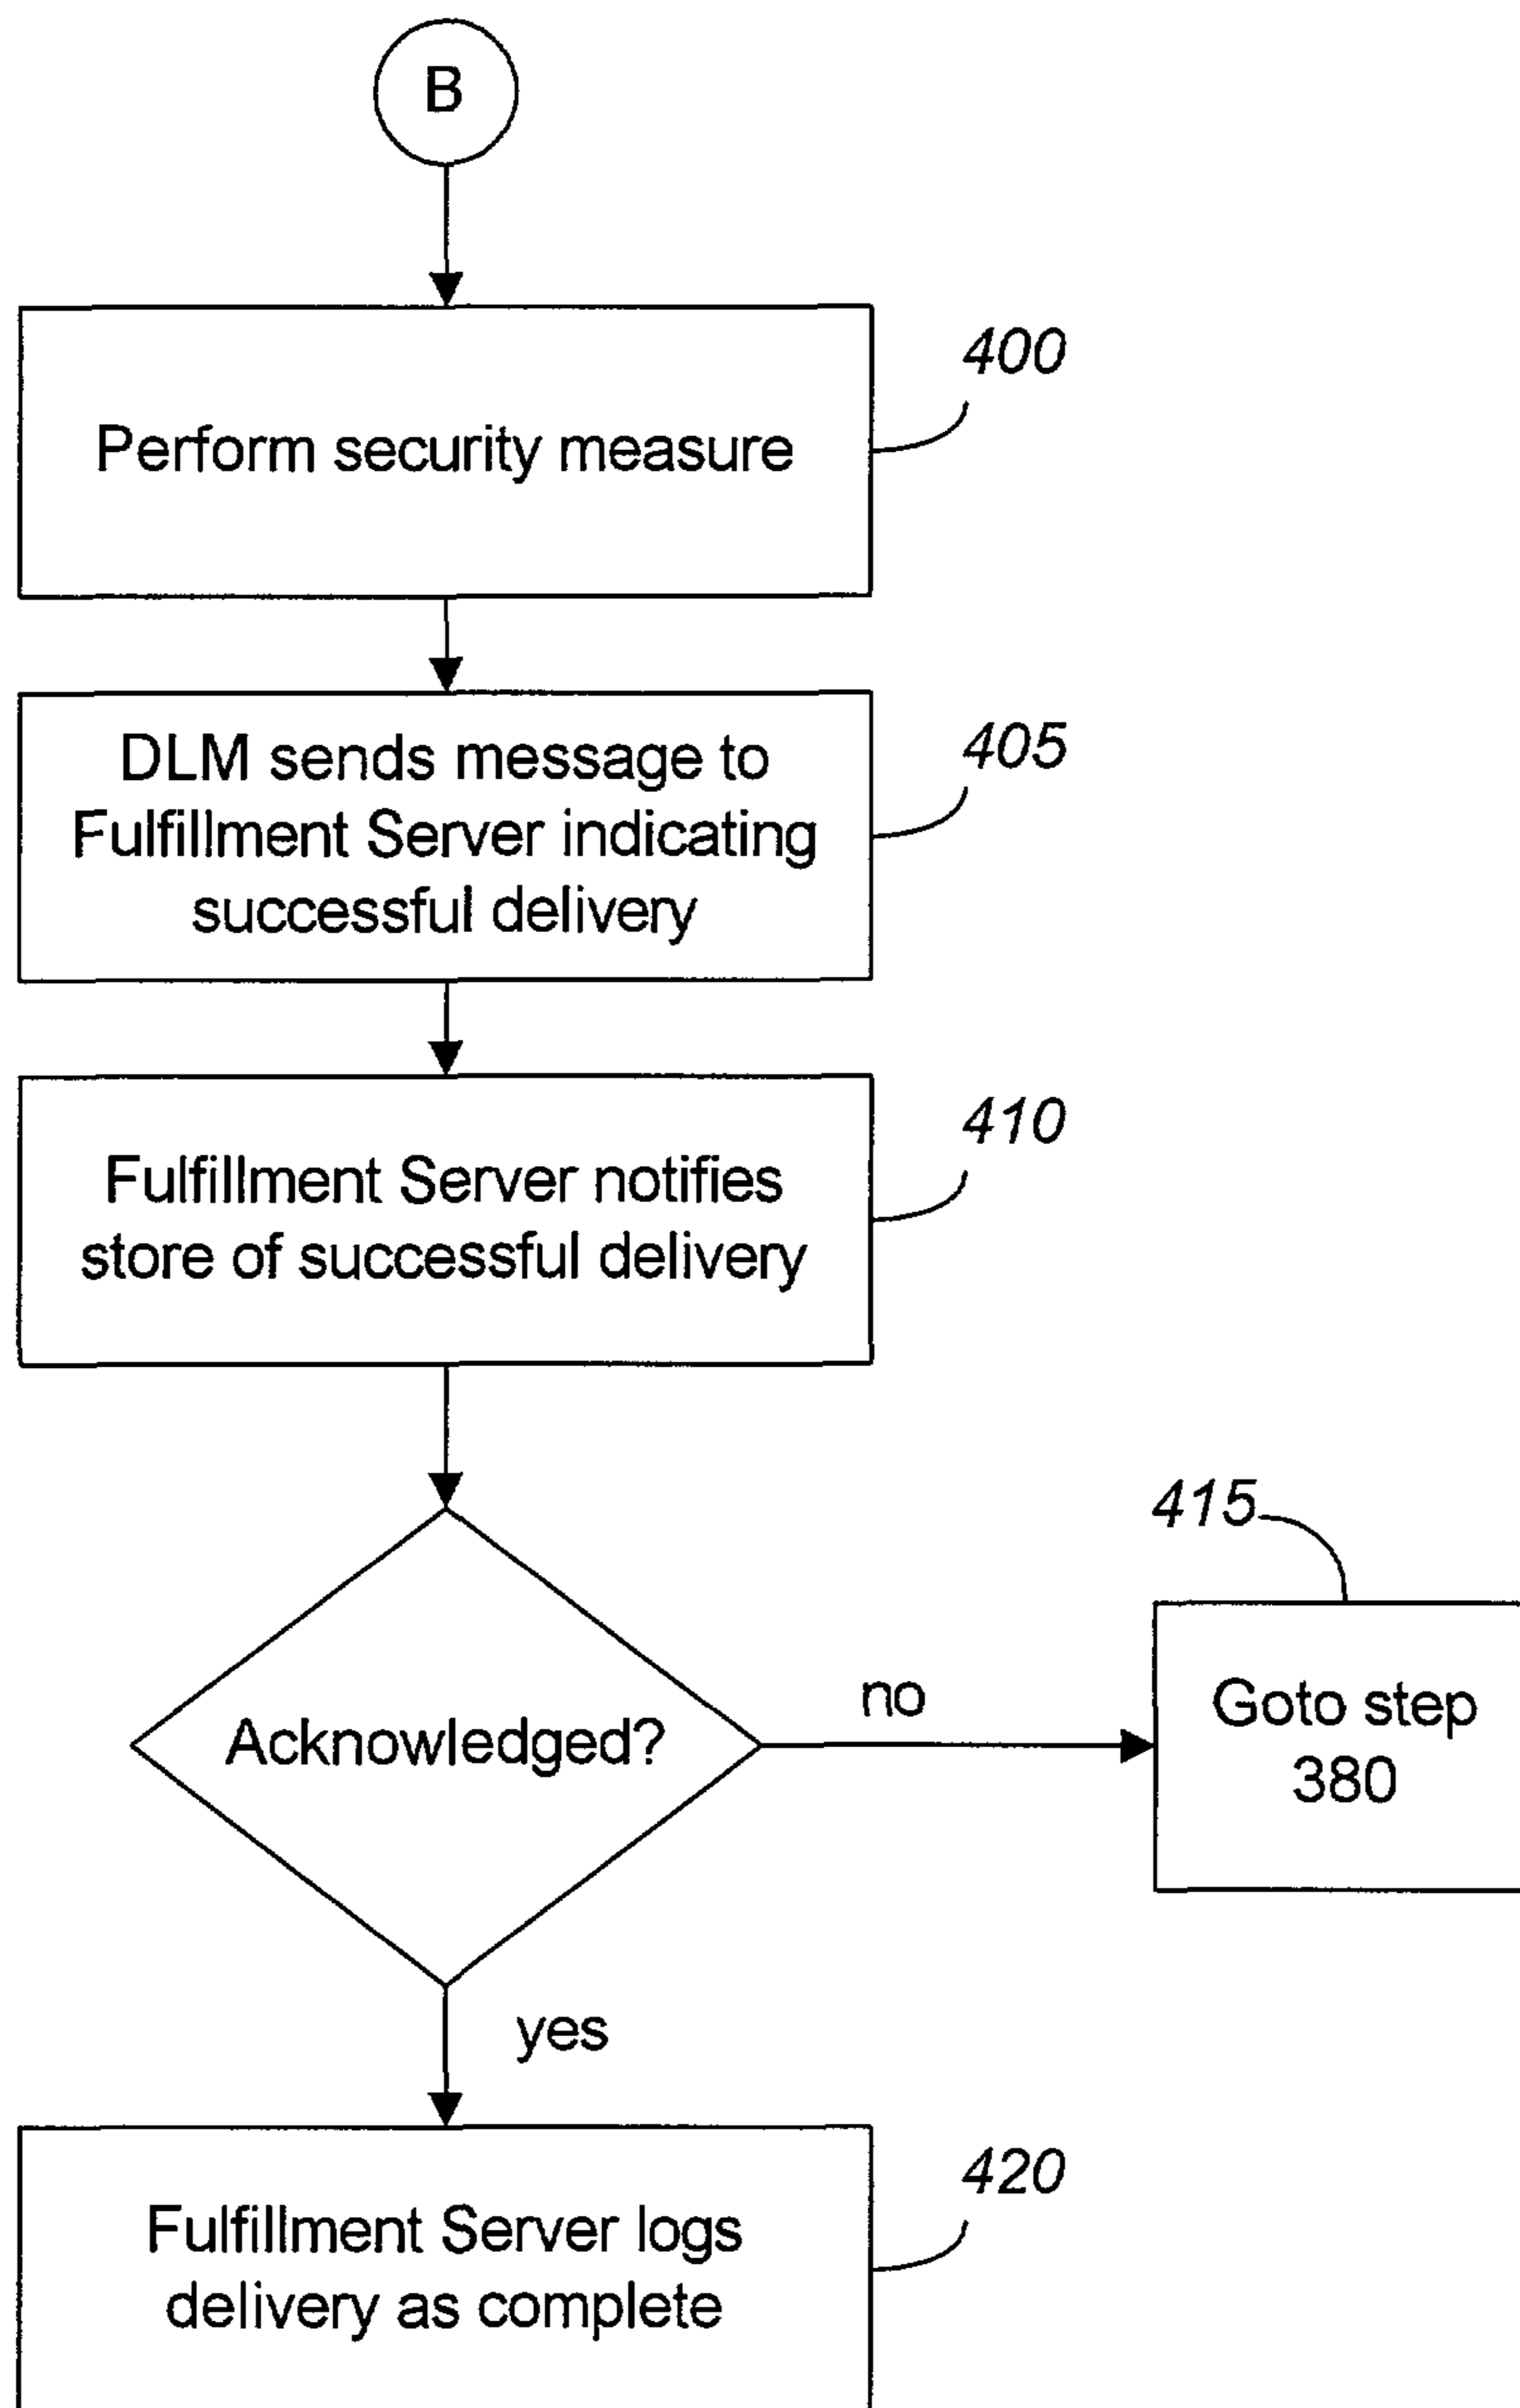 B
400
Perform security measure
405
DLM sends message to
Fulfillment Server indicating
successful delivery
410
Fulfillment Server notifies
store of successful delivery
415
Acknowledged?
no
Goto step
380
yes
420
Fulfillment Server logs
delivery as complete